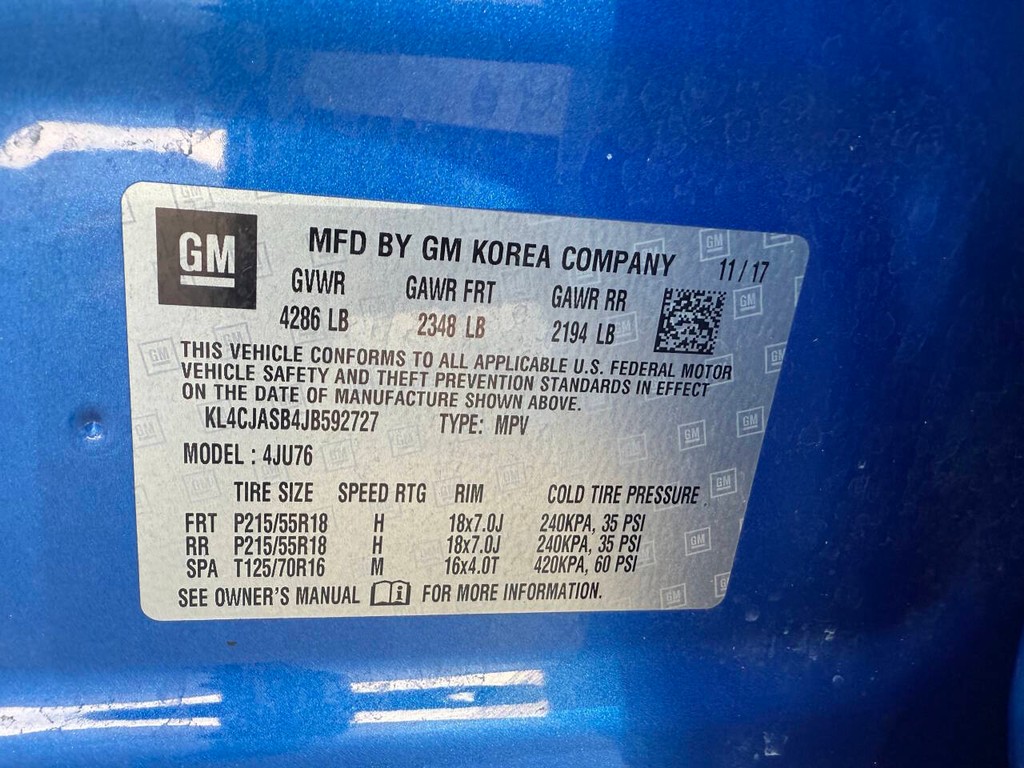 GM
MFD BY GM KOREA COMPANY 11/17
GVWR GAWR FRT GAWR RR
4286 LB 2348 LB 2194 LB
THIS VEHICLE CONFORMS TO ALL APPLICABLE U.S. FEDERAL MOTOR
VEHICLE SAFETY AND THEFT PREVENTION STANDARDS IN EFFECT
ON THE DATE OF MANUFACTURE SHOWN ABOVE.
KL4CJASB4JB592727 TYPE: MPV
MODEL : 4JU76
TIRE SIZE SPEED RTG RIM COLD TIRE PRESSURE
FRT P215/55R18 H 18x7.0J 240KPA, 35 PSI
RR P215/55R18 H 18x7.0J 240KPA, 35 PSI
SPA T125/70R16 M 16x4.0T 420KPA, 60 PSI
SEE OWNER'S MANUAL i FOR MORE INFORMATION.